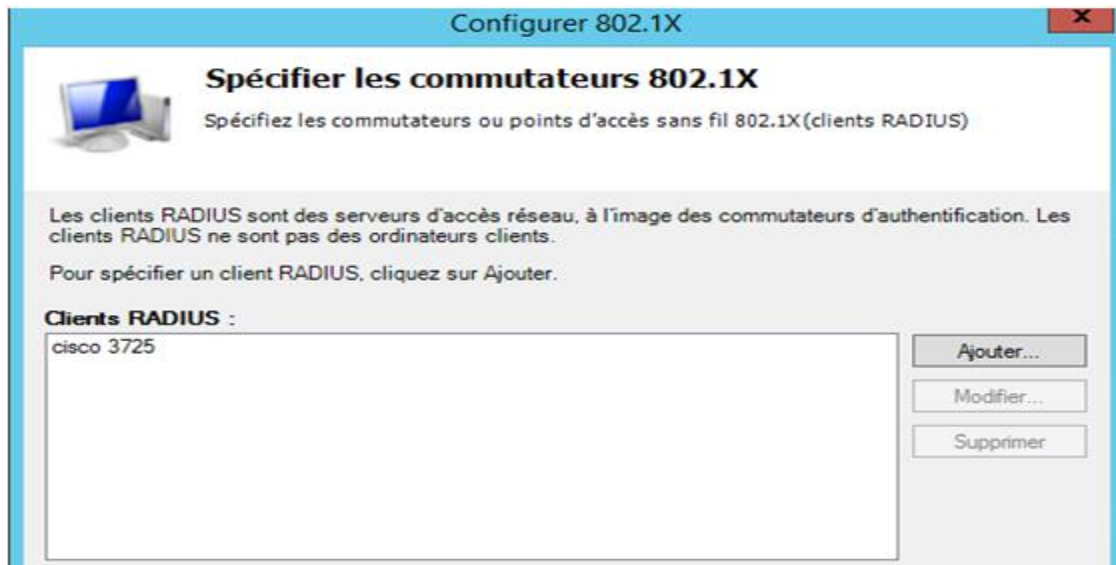 Configurer 802.1X
x
Spécifier les commutateurs 802.1X
Spécifiez les commutateurs ou points d'accès sans fil 802.1X(clients RADIUS)
Les clients RADIUS sont des serveurs d'accès réseau, à l'image des commutateurs d'authentification. Les
clients RADIUS ne sont pas des ordinateurs clients.
Pour spécifier un client RADIUS, cliquez sur Ajouter.
Clients RADIUS :
cisco 3725
Ajouter...
Modifier...
Supprimer